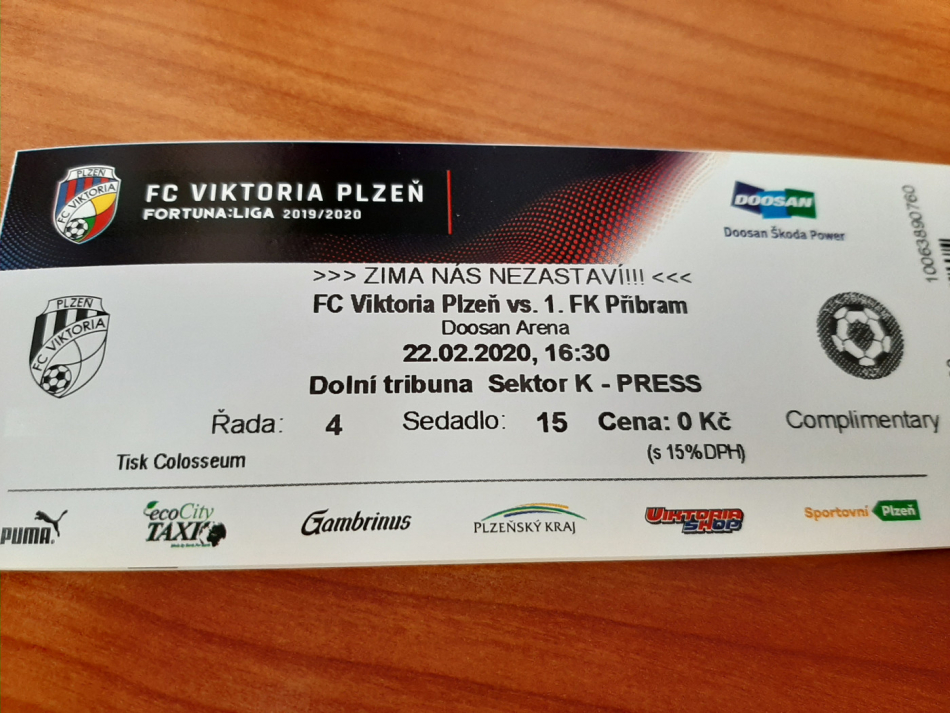 PLZEŇ
FC VIKTORIA
FC VIKTORIA PLZEŇ
FORTUNA:LIGA 2019/2020
DOOSAN
Doosan Škoda Power
10063890760
>>> ZIMA NÁS NEZASTAVÍ!!! <<<
FC Viktoria Plzeň vs. 1. FK Příbram
Doosan Arena
22.02.2020, 16:30
Dolní tribuna Sektor K - PRESS
PLZEŇ
FC VIKTORIA
Řada: 4 Sedadlo: 15 Cena: 0 Kč Complimentary
(s 15%DPH)
Tisk Colosseum
PUMA
ecoCity
TAXI
Gambrinus
PLZEŇSKÝ KRAJ
VIKTORIA
SHOP
Sportovní Plzeň